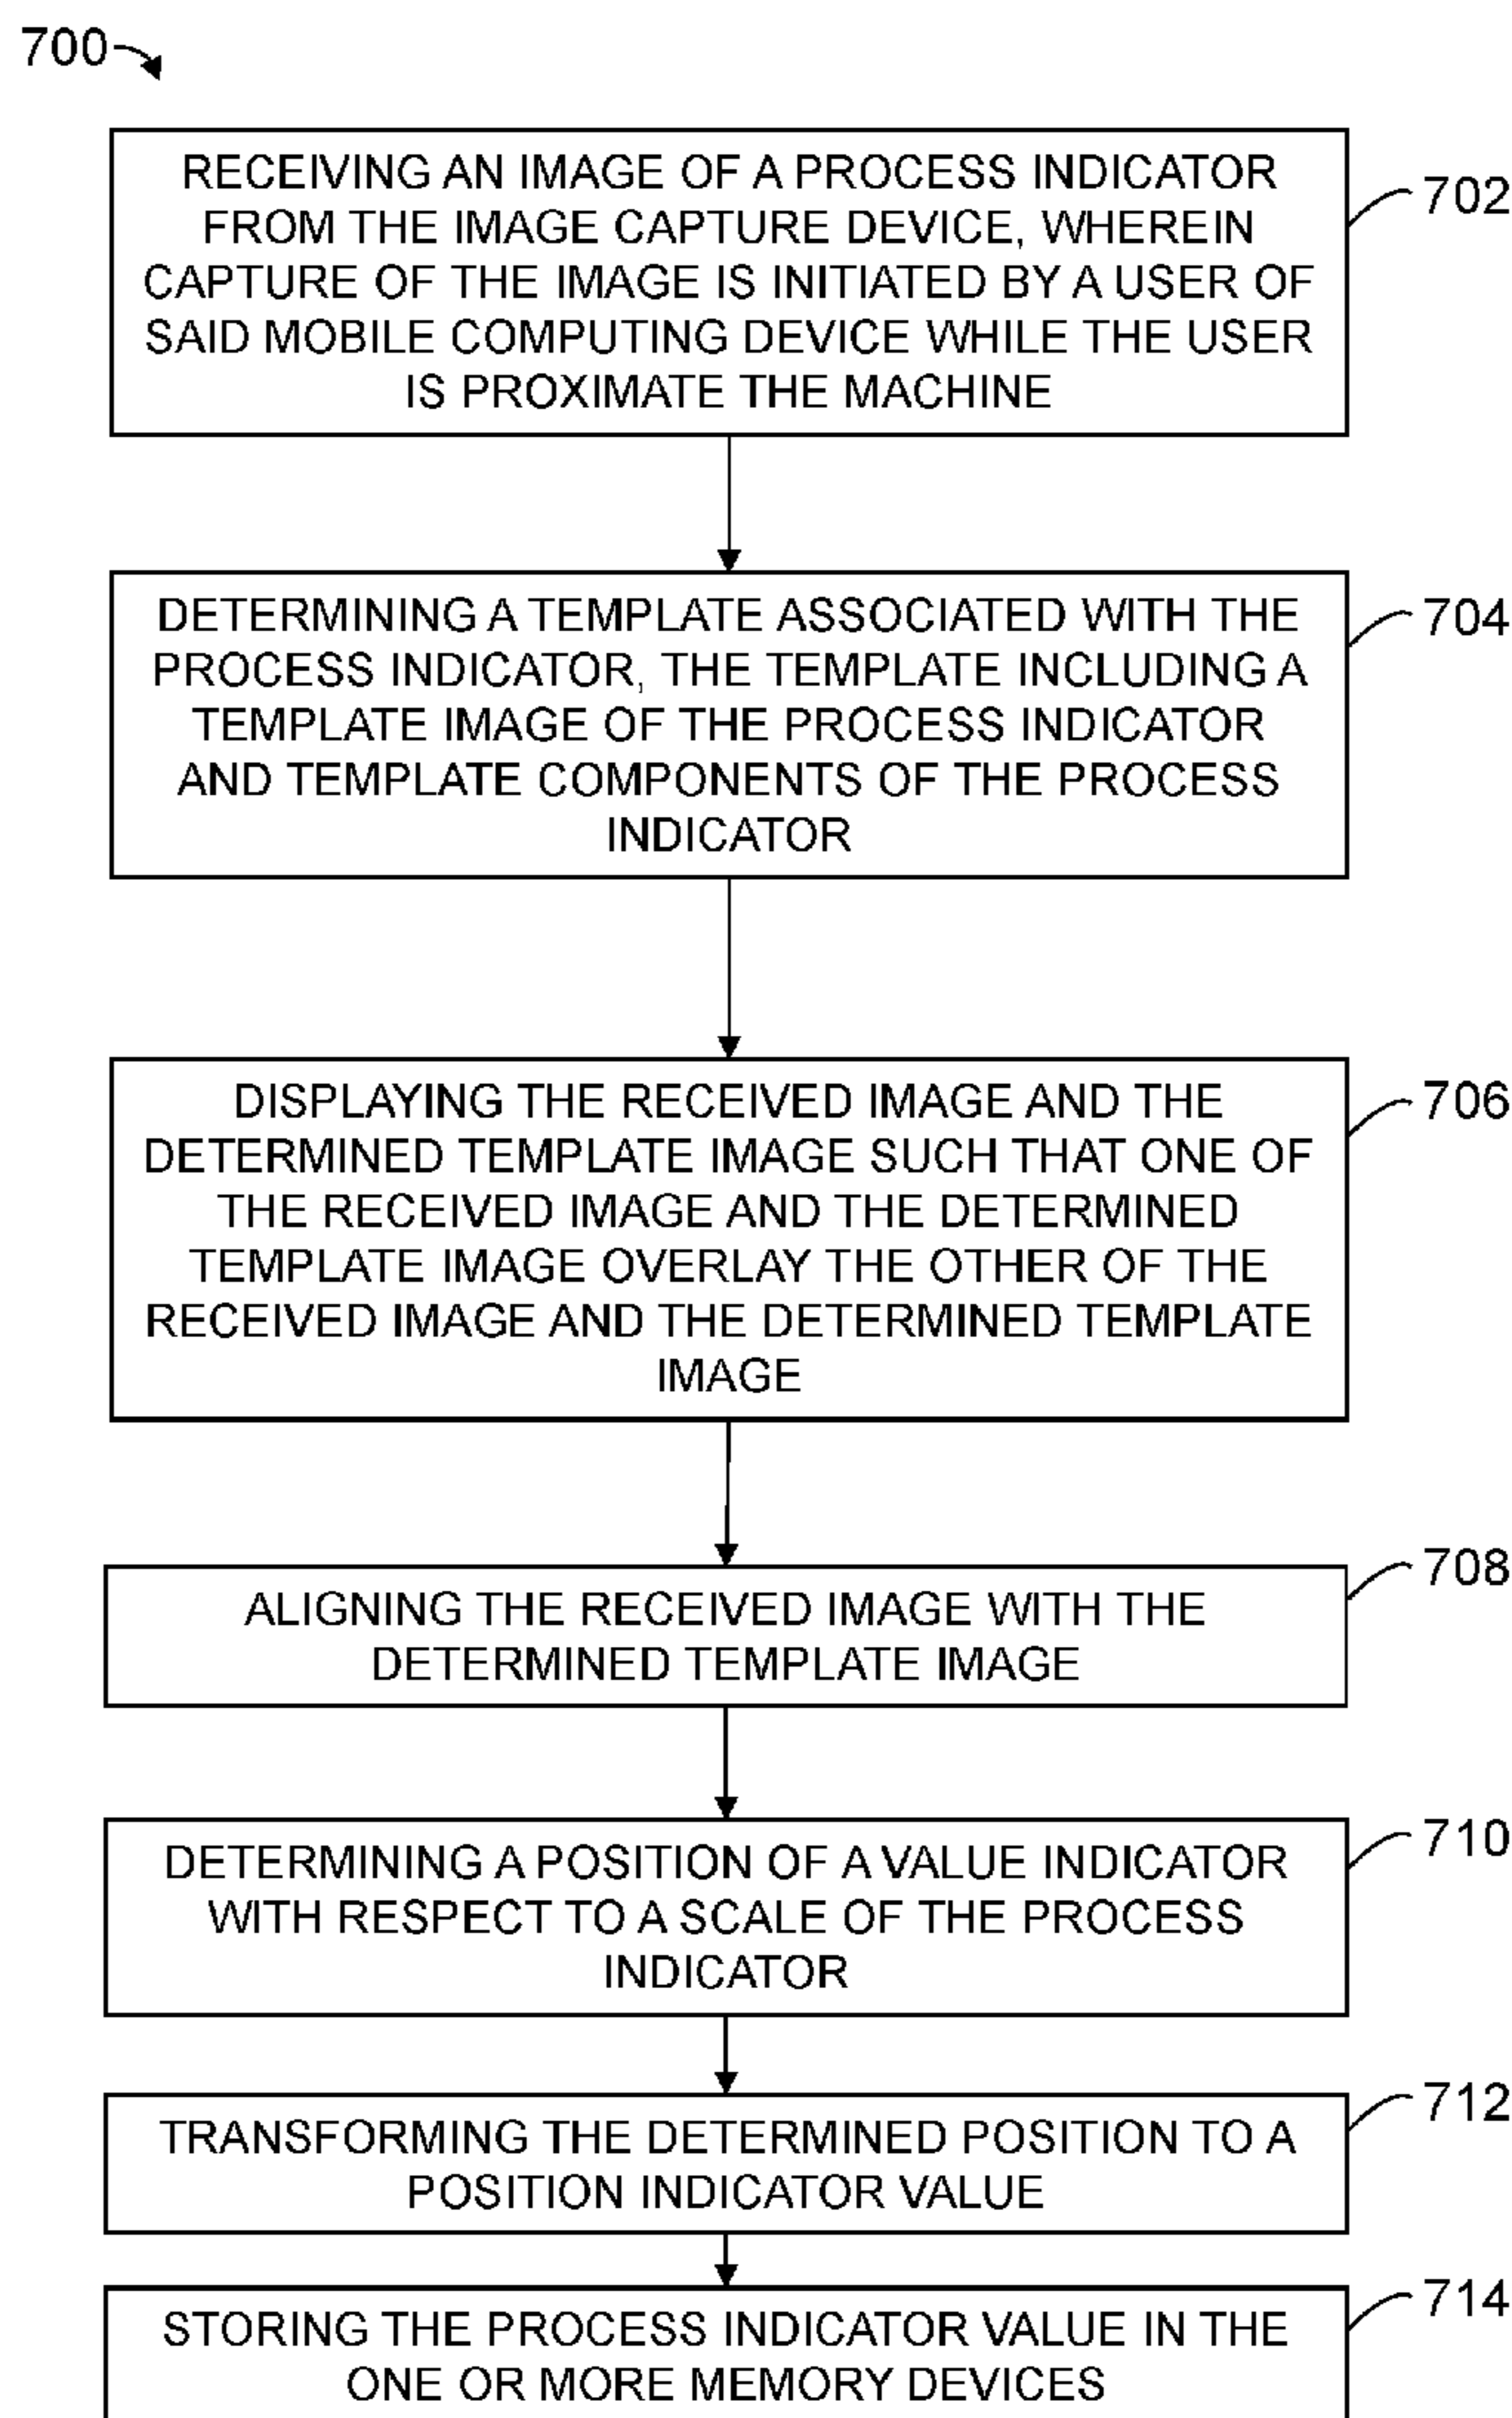 700
RECEIVING AN IMAGE OF A PROCESS INDICATOR
FROM THE IMAGE CAPTURE DEVICE, WHEREIN
CAPTURE OF THE IMAGE IS INITIATED BY A USER OF
SAID MOBILE COMPUTING DEVICE WHILE THE USER
IS PROXIMATE THE MACHINE
702
DETERMINING A TEMPLATE ASSOCIATED WITH THE
PROCESS INDICATOR, THE TEMPLATE INCLUDING A
TEMPLATE IMAGE OF THE PROCESS INDICATOR
AND TEMPLATE COMPONENTS OF THE PROCESS
INDICATOR
704
DISPLAYING THE RECEIVED IMAGE AND THE
DETERMINED TEMPLATE IMAGE SUCH THAT ONE OF
THE RECEIVED IMAGE AND THE DETERMINED
TEMPLATE IMAGE OVERLAY THE OTHER OF THE
RECEIVED IMAGE AND THE DETERMINED TEMPLATE
IMAGE
706
ALIGNING THE RECEIVED IMAGE WITH THE
DETERMINED TEMPLATE IMAGE
708
DETERMINING A POSITION OF A VALUE INDICATOR
WITH RESPECT TO A SCALE OF THE PROCESS
INDICATOR
710
TRANSFORMING THE DETERMINED POSITION TO A
POSITION INDICATOR VALUE
712
STORING THE PROCESS INDICATOR VALUE IN THE
ONE OR MORE MEMORY DEVICES
714